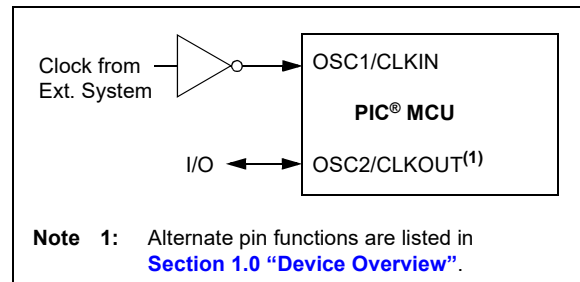 Clock from
Ext. System
OSC1/CLKIN
PIC® MCU
I/O
OSC2/CLKOUT(1)
Note 1: Alternate pin functions are listed in
Section 1.0 “Device Overview”.